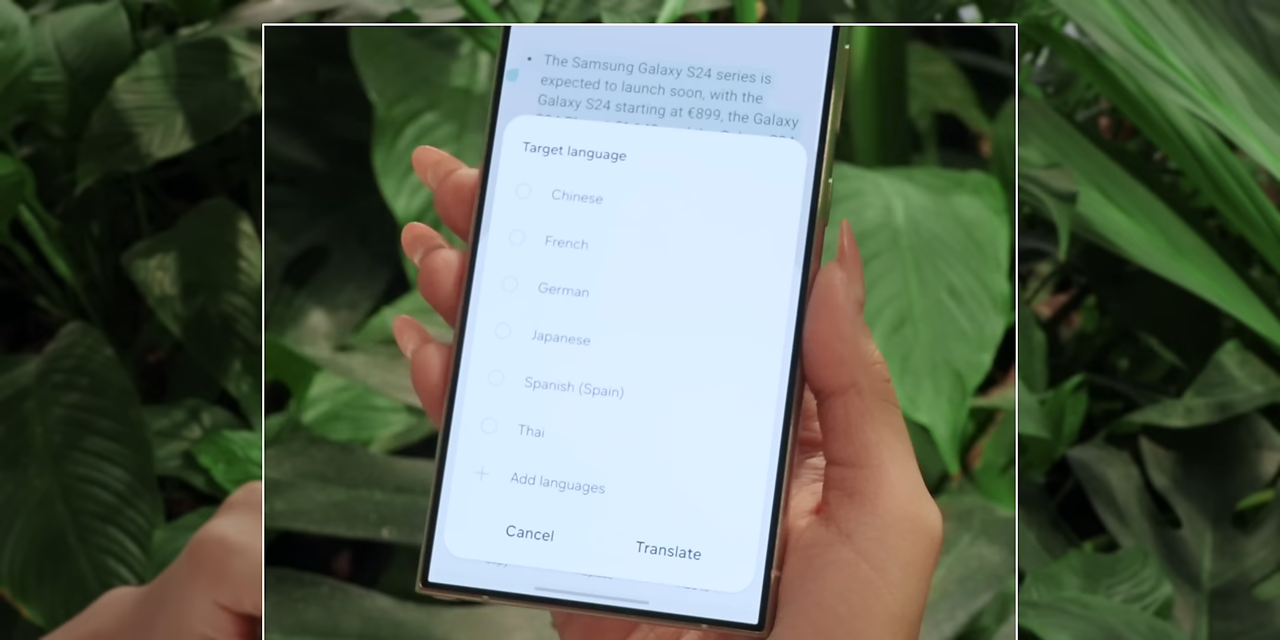 • The Samsung Galaxy S24 series is
expected to launch soon, with the
Galaxy S24 starting at €899, the Galaxy
Target language
Chinese
French
German
Japanese
Spanish (Spain)
Thai
Add languages
Cancel
Translate